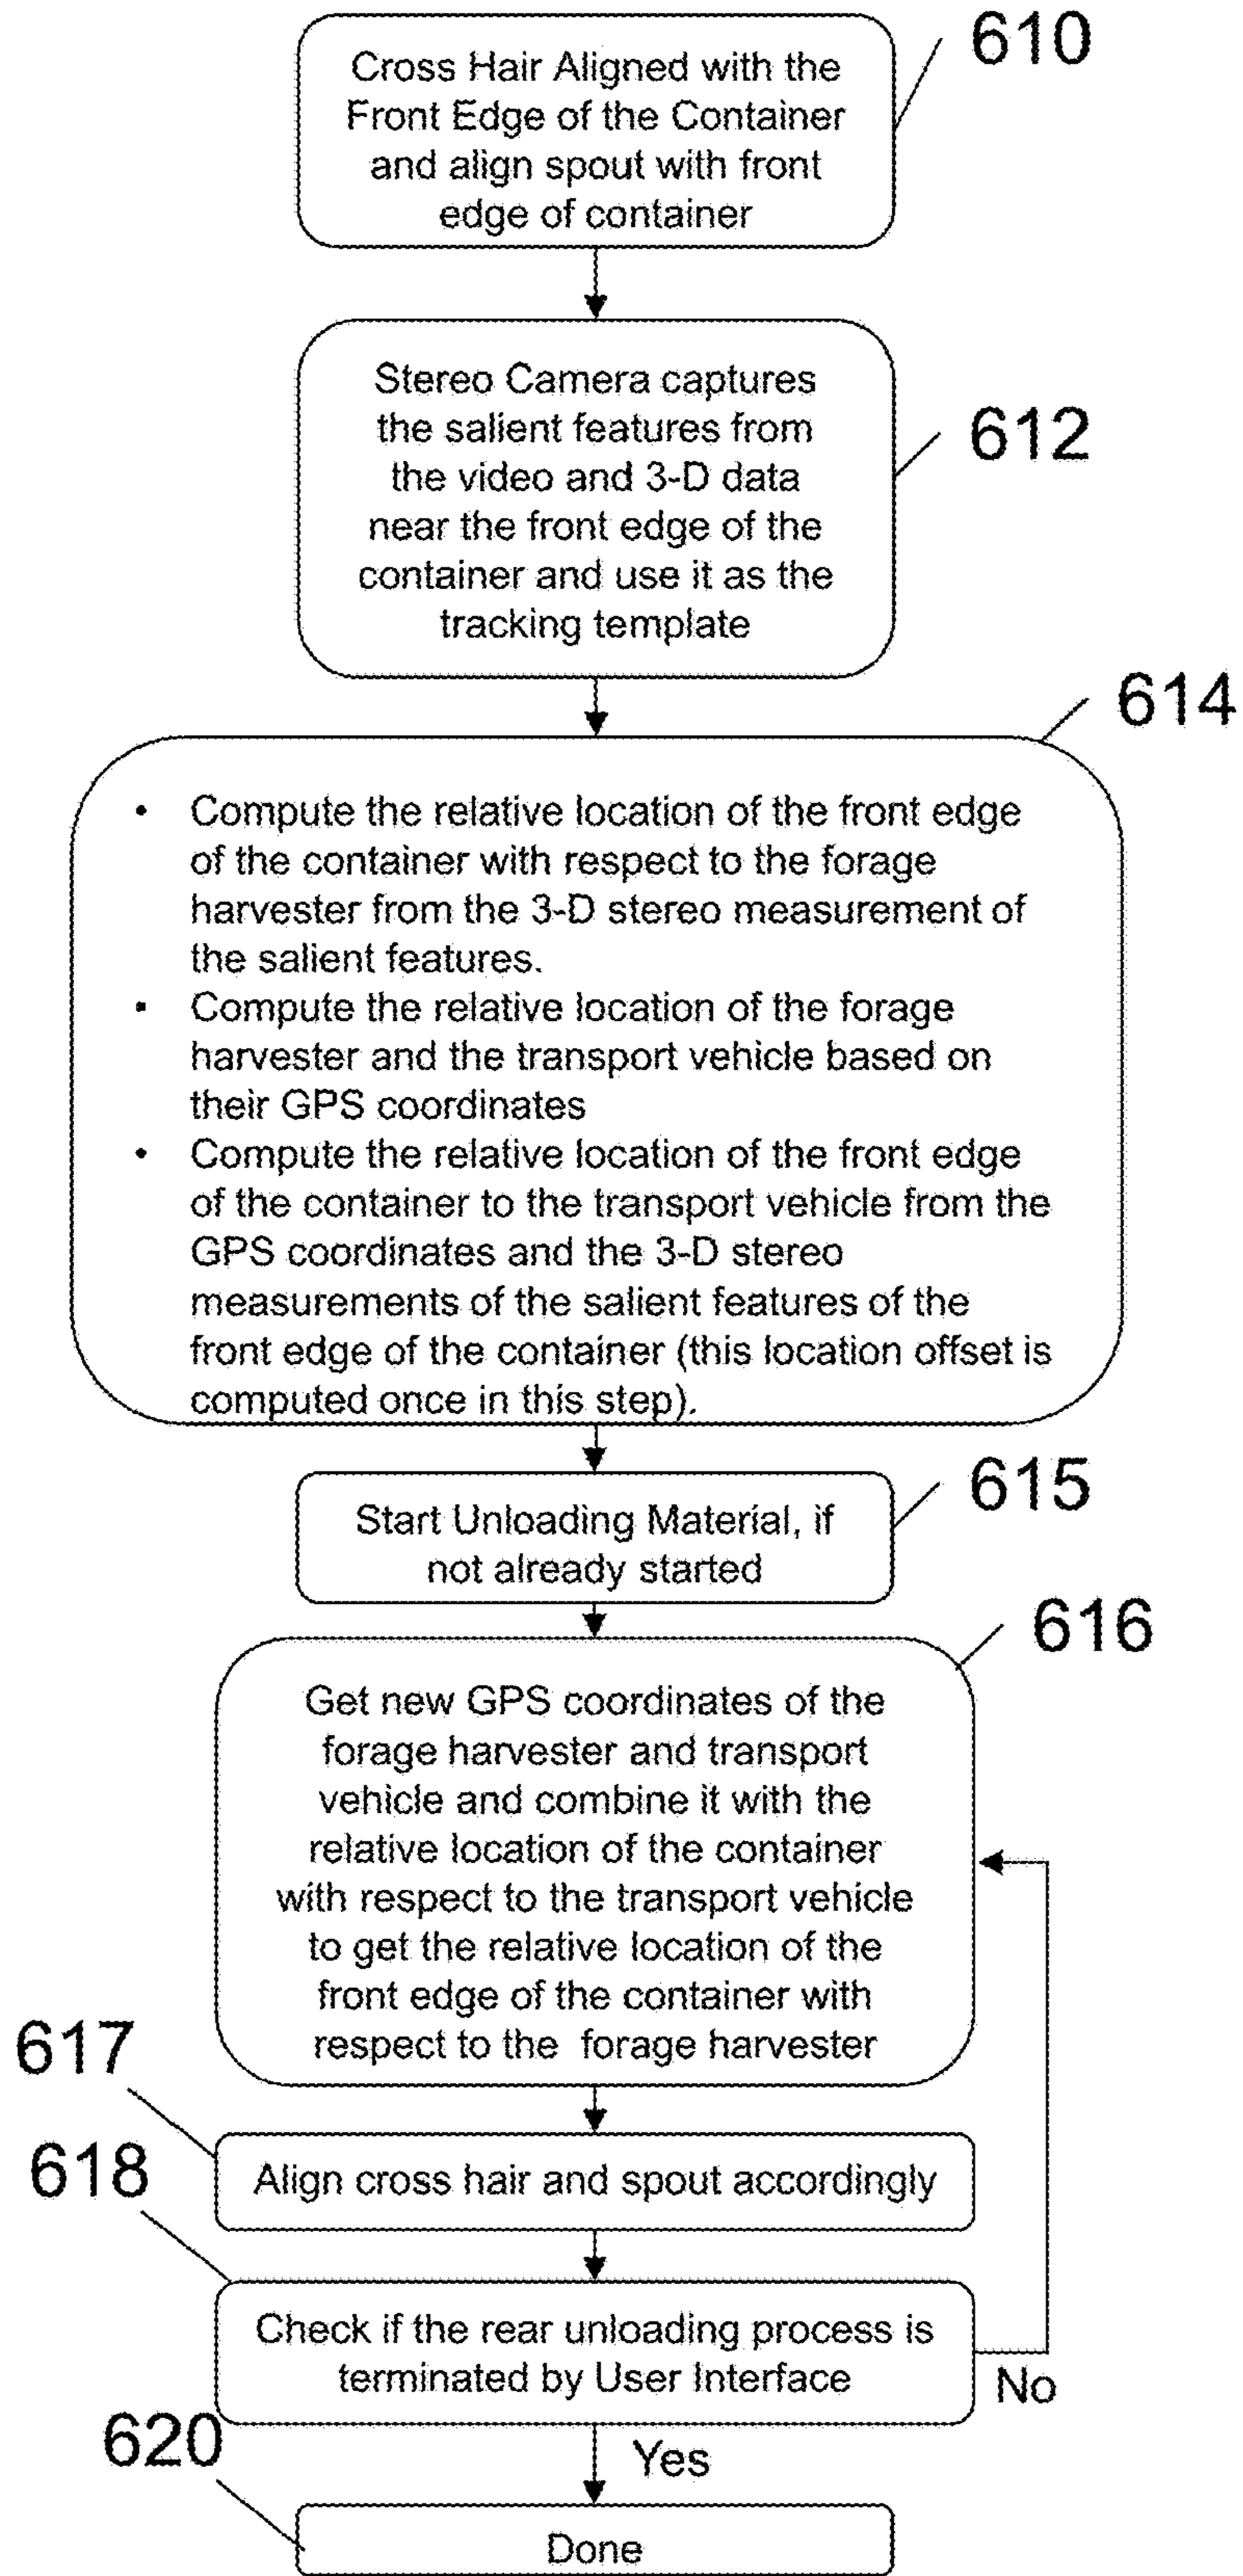 610
Cross Hair Aligned with the
Front Edge of the Container
and align spout with front
edge of container
612
Stereo Camera captures
the salient features from
the video and 3-D data
near the front edge of the
container and use it as the
tracking template
614
• Compute the relative location of the front edge
of the container with respect to the forage
harvester from the 3-D stereo measurement of
the salient features.
• Compute the relative location of the forage
harvester and the transport vehicle based on
their GPS coordinates
• Compute the relative location of the front edge
of the container to the transport vehicle from the
GPS coordinates and the 3-D stereo
measurements of the salient features of the
front edge of the container (this location offset is
computed once in this step).
615
Start Unloading Material, if
not already started
616
Get new GPS coordinates of the
forage harvester and transport
vehicle and combine it with the
relative location of the container
with respect to the transport vehicle
to get the relative location of the
front edge of the container with
respect to the forage harvester
617
Align cross hair and spout accordingly
618
Check if the rear unloading process is
terminated by User Interface
No
Yes
620
Done